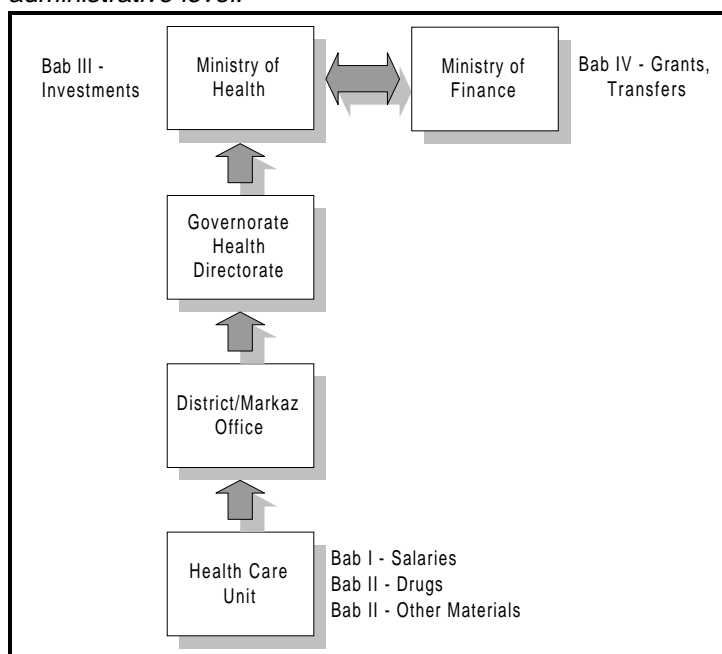 administrative level.
Bab III -
Investments
Ministry of
Health
Ministry of
Finance
Bab IV - Grants,
Transfers
Governorate
Health
Directorate
District/Markaz
Office
Health Care
Unit
Bab I - Salaries
Bab II - Drugs
Bab II - Other Materials